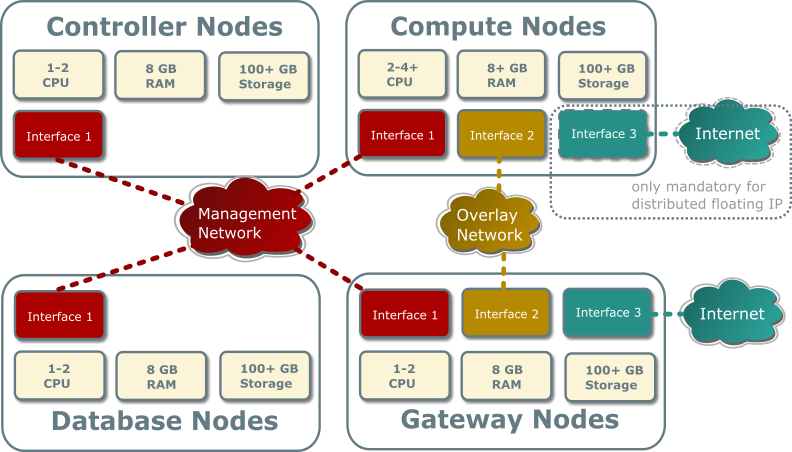 Controller Nodes
1-2
CPU
8 GB
RAM
100+ GB
Storage
Interface 1
Compute Nodes
2-4+
CPU
8+ GB
RAM
100+ GB
Storage
Interface 1
Interface 2
Interface 3
Internet
only mandatory for
distributed floating IP
Management
Network
Overlay
Network
Interface 1
1-2
CPU
8 GB
RAM
100+ GB
Storage
Database Nodes
Interface 1
Interface 2
Interface 3
Internet
1-2
CPU
8 GB
RAM
100+ GB
Storage
Gateway Nodes